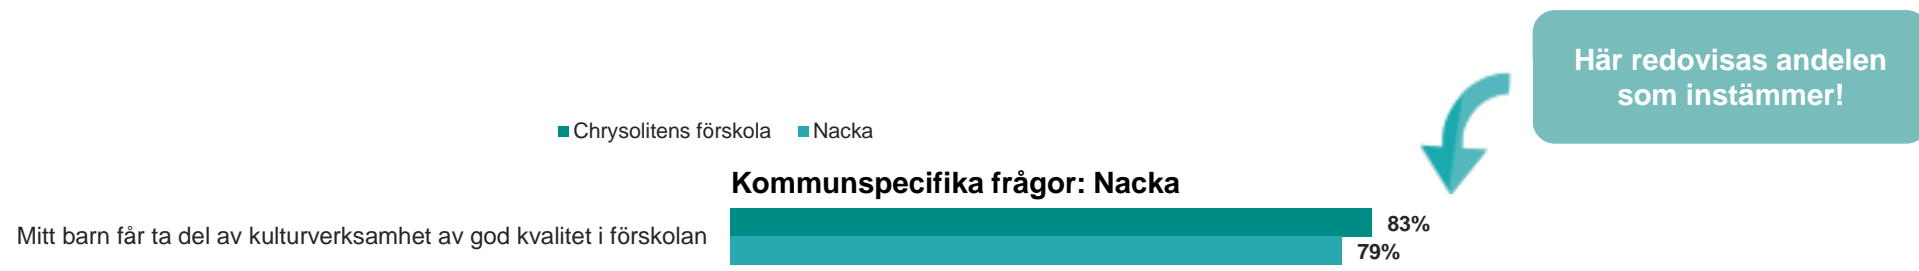 Här redovisas andelen
som instämmer!
Chrysolitens förskola Nacka
Kommunspecifika frågor: Nacka
Mitt barn får ta del av kulturverksamhet av god kvalitet i förskolan
83%
79%